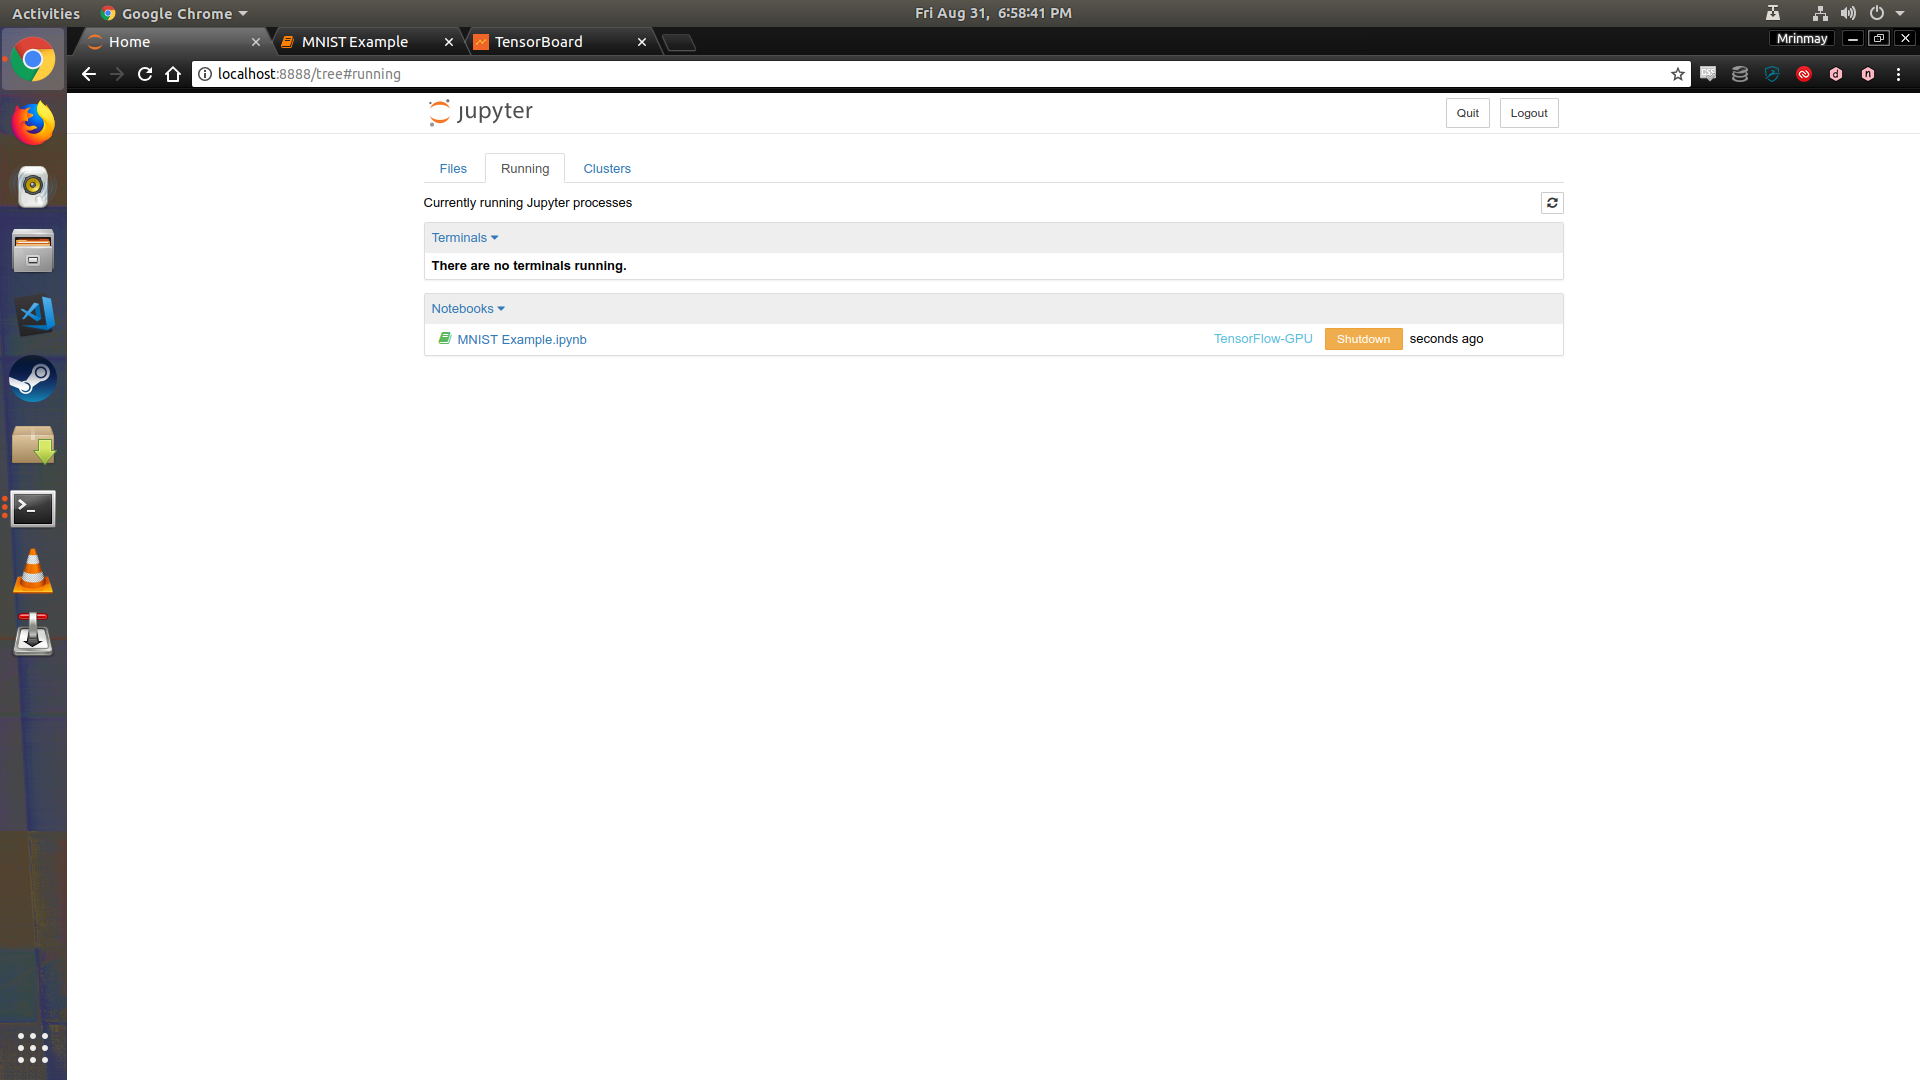 Activities Google Chrome Fri Aug 31, 6:58:41 PM
Home MNIST Example TensorBoard Mrinmay
localhost:8888/tree#running
jupyter Quit Logout
Files Running Clusters
Currently running Jupyter processes
Terminals
There are no terminals running.
Notebooks
MNIST Example.ipynb TensorFlow-GPU Shutdown seconds ago